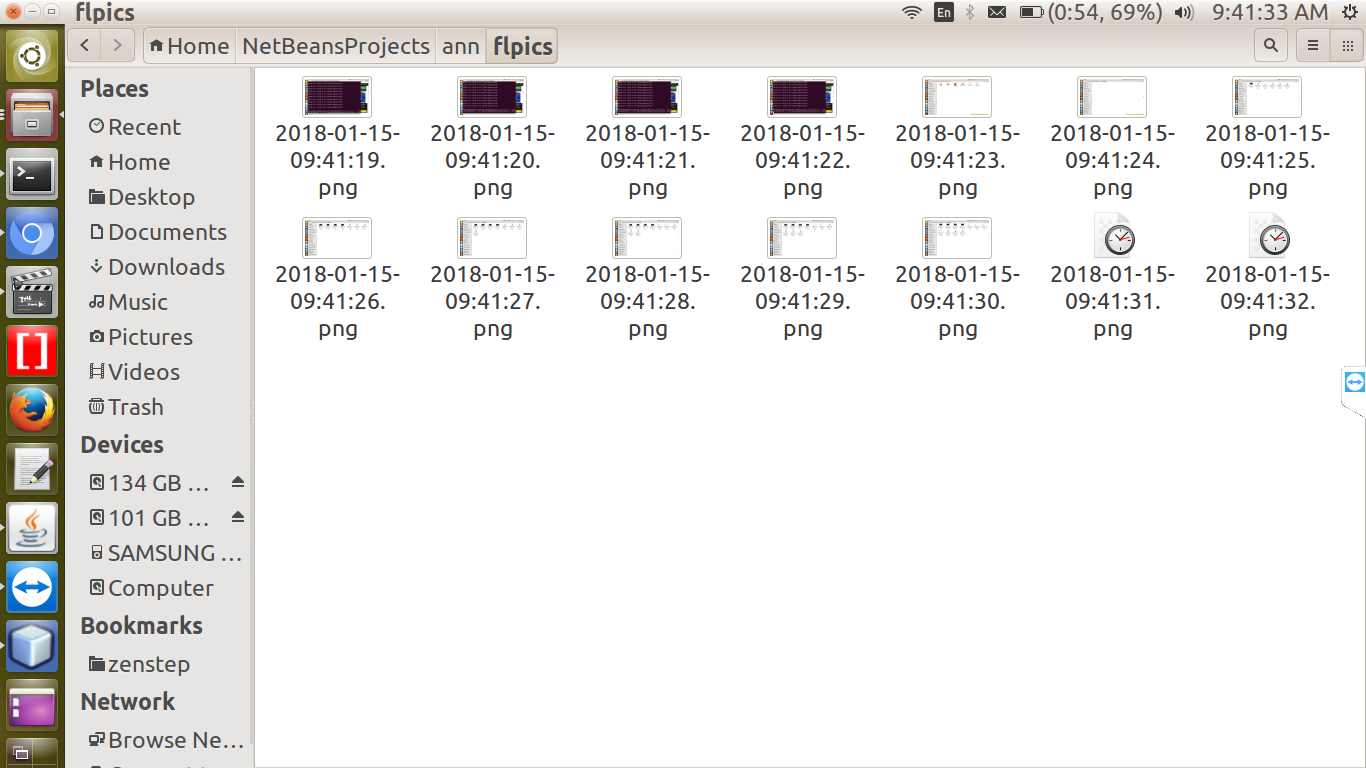 flpics
En
(0:54, 69%)
9:41:33 AM
Home
NetBeansProjects
ann
flpics
Places
Recent
Home
Desktop
Documents
Downloads
Music
Pictures
Videos
Trash
Devices
134 GB …
101 GB …
SAMSUNG …
Computer
Bookmarks
zenstep
Network
Browse Ne…
2018-01-15-
09:41:19.
png
2018-01-15-
09:41:20.
png
2018-01-15-
09:41:21.
png
2018-01-15-
09:41:22.
png
2018-01-15-
09:41:23.
png
2018-01-15-
09:41:24.
png
2018-01-15-
09:41:25.
png
2018-01-15-
09:41:26.
png
2018-01-15-
09:41:27.
png
2018-01-15-
09:41:28.
png
2018-01-15-
09:41:29.
png
2018-01-15-
09:41:30.
png
2018-01-15-
09:41:31.
png
2018-01-15-
09:41:32.
png